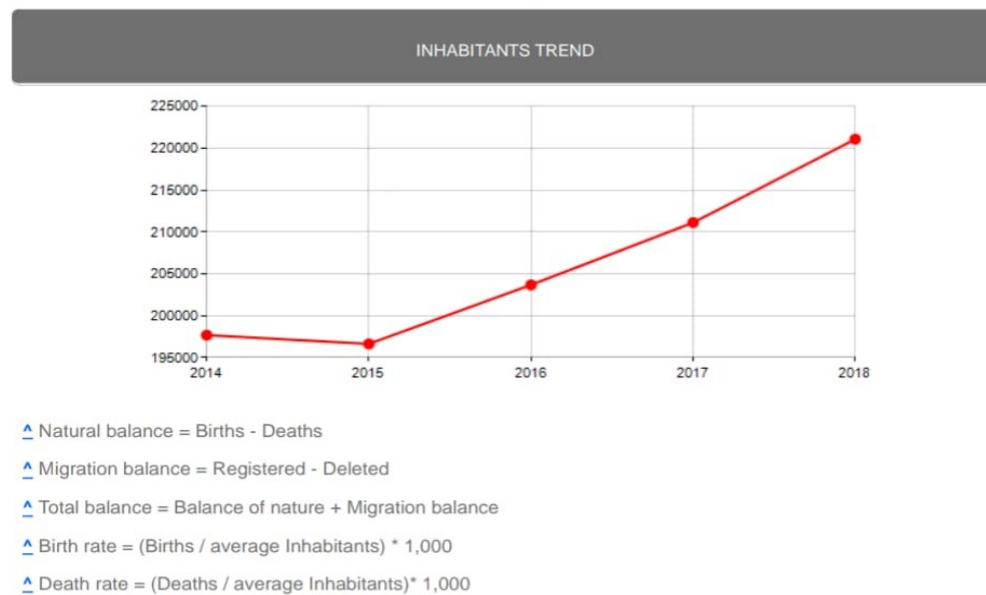 INHABITANTS TREND
225000
220000
215000
210000
205000
200000
195000
2014 2015 2016 2017 2018
^ Natural balance = Births - Deaths
^ Migration balance = Registered - Deleted
^ Total balance = Balance of nature + Migration balance
^ Birth rate = (Births / average Inhabitants) * 1,000
^ Death rate = (Deaths / average Inhabitants)* 1,000